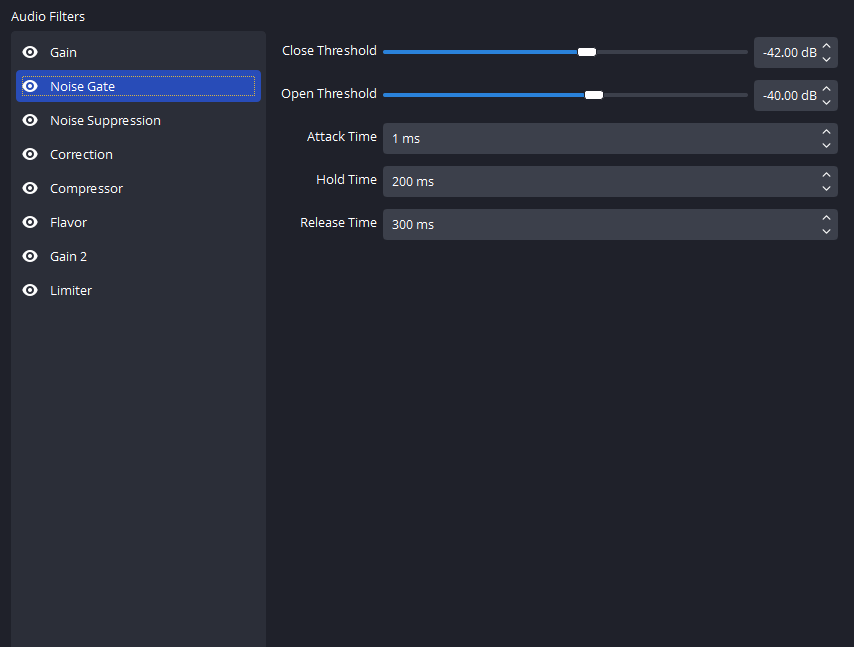 Audio Filters
Gain
Noise Gate
Noise Suppression
Correction
Compressor
Flavor
Gain 2
Limiter
Close Threshold -42.00 dB
Open Threshold -40.00 dB
Attack Time 1 ms
Hold Time 200 ms
Release Time 300 ms